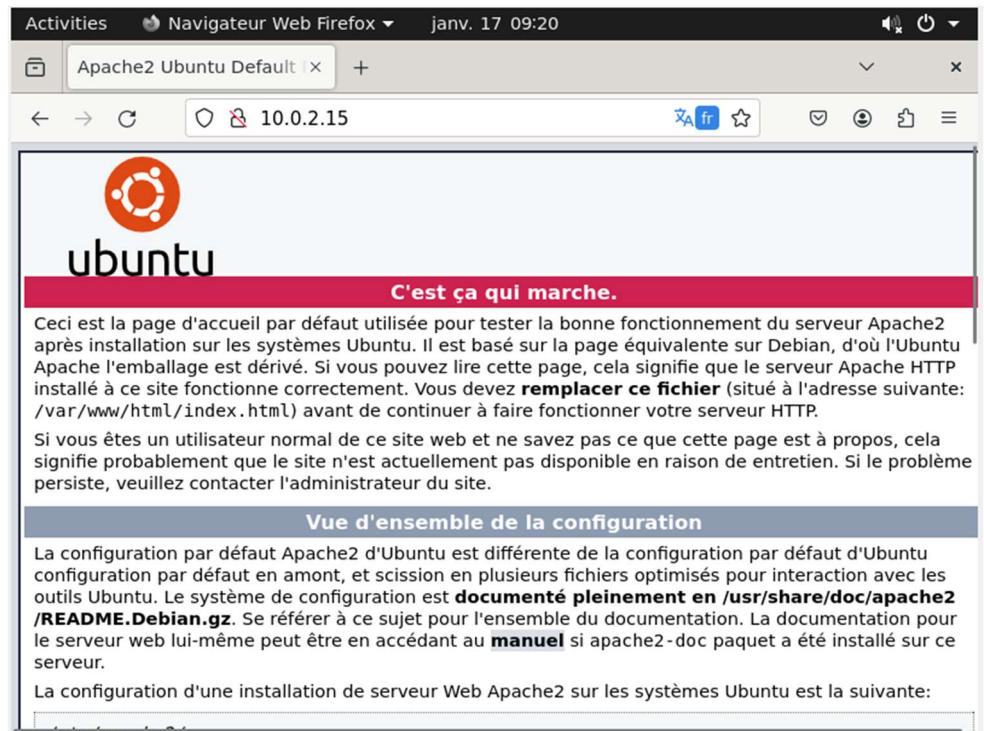 Activities Navigateur Web Firefox janv. 17 09:20
Apache2 Ubuntu Default
10.0.2.15 fr
ubuntu
C'est ça qui marche.
Ceci est la page d'accueil par défaut utilisée pour tester la bonne fonctionnement du serveur Apache2
après installation sur les systèmes Ubuntu. Il est basé sur la page équivalente sur Debian, d'où l'Ubuntu
Apache l'emballage est dérivé. Si vous pouvez lire cette page, cela signifie que le serveur Apache HTTP
installé à ce site fonctionne correctement. Vous devez remplacer ce fichier (situé à l'adresse suivante:
/var/www/html/index.html) avant de continuer à faire fonctionner votre serveur HTTP.
Si vous êtes un utilisateur normal de ce site web et ne savez pas ce que cette page est à propos, cela
signifie probablement que le site n'est actuellement pas disponible en raison de entretien. Si le problème
persiste, veuillez contacter l'administrateur du site.
Vue d'ensemble de la configuration
La configuration par défaut Apache2 d'Ubuntu est différente de la configuration par défaut d'Ubuntu
configuration par défaut en amont, et scission en plusieurs fichiers optimisés pour interaction avec les
outils Ubuntu. Le système de configuration est documenté pleinement en /usr/share/doc/apache2
/README.Debian.gz. Se référer à ce sujet pour l'ensemble du documentation. La documentation pour
le serveur web lui-même peut être en accédant au manuel si apache2-doc paquet a été installé sur ce
serveur.
La configuration d'une installation de serveur Web Apache2 sur les systèmes Ubuntu est la suivante: